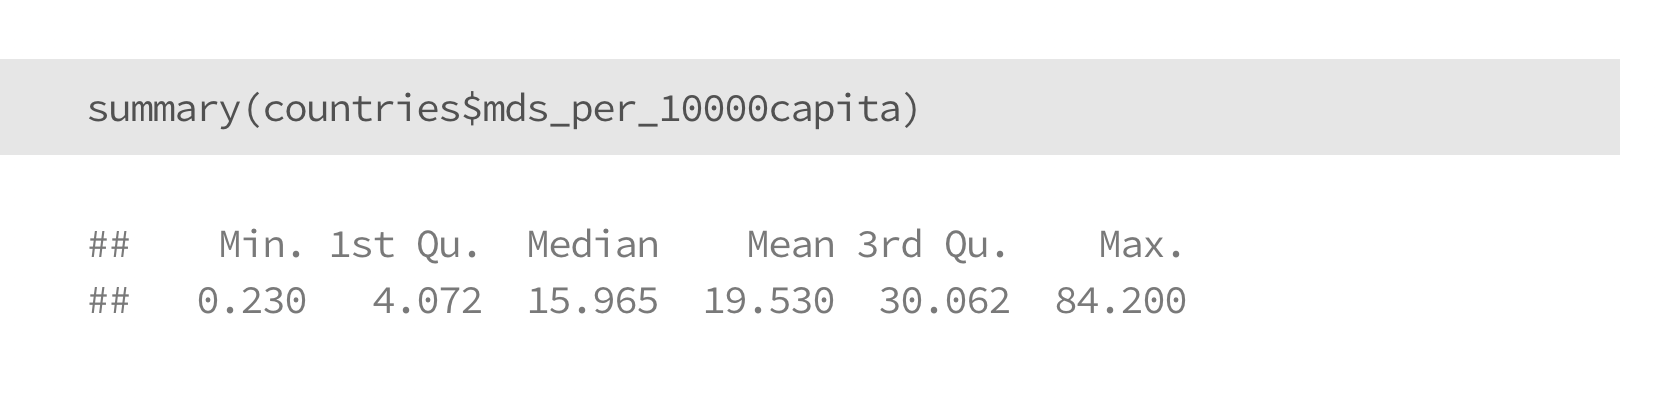 summary(countries$mds_per_10000capita)
##    Min. 1st Qu.  Median    Mean 3rd Qu.    Max.
##   0.230   4.072  15.965  19.530  30.062  84.200